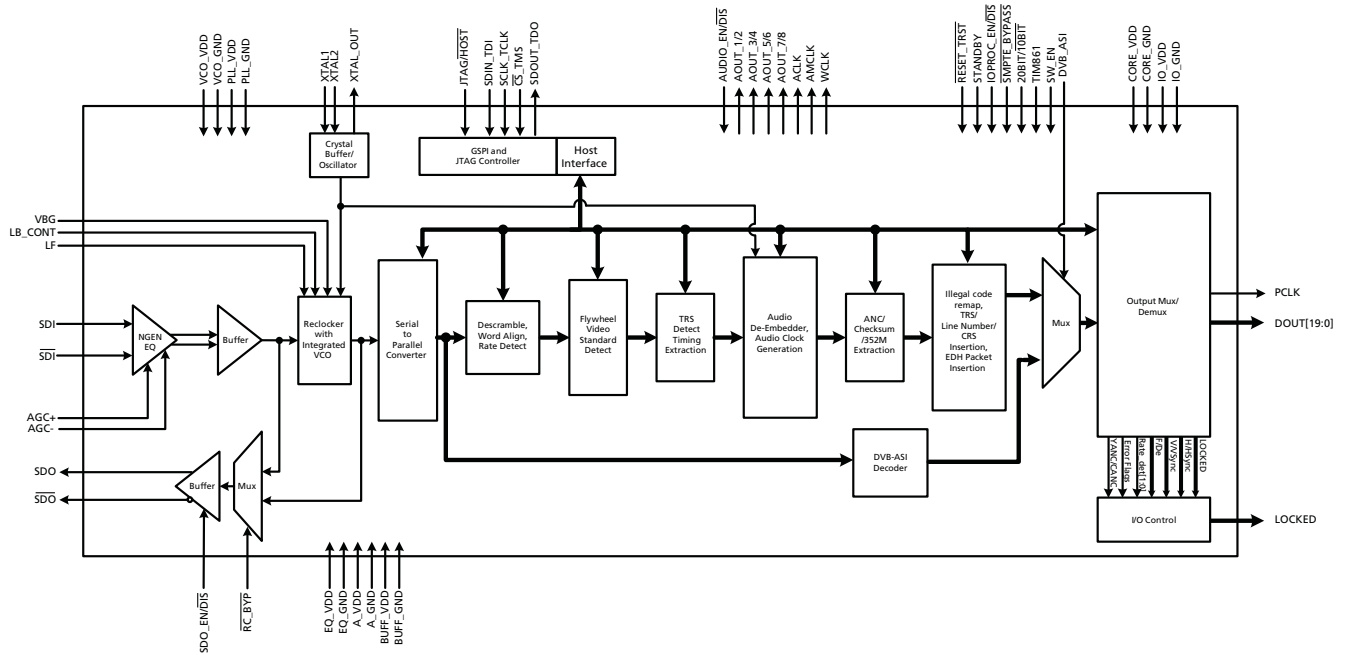 VCO_VDD
VCO_GND
PLL_VDD
PLL_GND
XTAL1
XTAL2
XTAL_OUT
JTAG/HOST
SDIN_TDI
SCLK_TCLK
CS_TMS
SDOUT_TDO
AUDIO_EN/DIS
AOUT_1/2
AOUT_3/4
AOUT_5/6
AOUT_7/8
ACLK
AMCLK
WCLK
RESET_TRST
STANDBY
IOPROC_EN/DIS
SMPTE_BYPASS
20BIT/10BIT
TIM861
SW_EN
DVB_ASI
CORE_VDD
CORE_GND
IO_VDD
IO_GND
Crystal
Buffer/
Oscillator
GSPI and
JTAG Controller
Host
Interface
VBG
LB_CONT
LF
SDI
SDI
AGC+
AGC-
SDO
SDO
NGEN
EQ
Buffer
Reclocker
with
Integrated
VCO
Serial
to
Parallel
Converter
Descramble,
Word Align,
Rate Detect
Flywheel
Video
Standard
Detect
TRS
Detect
Timing
Extraction
Audio
De-Embedder,
Audio Clock
Generation
ANC/
Checksum
/352M
Extraction
Illegal code
remap,
TRS/
Line Number/
CRS
Insertion,
EDH Packet
Insertion
Mux
Output Mux/
Demux
PCLK
DOUT[19:0]
DVB-ASI
Decoder
Buffer
Mux
YANC/CANC
Error Flags
Rate_det[1:0]
F/De
V/VSync
H/HSync
LOCKED
I/O Control
LOCKED
SDO_EN/DIS
RC_BYP
EQ_VDD
EQ_GND
A_VDD
A_GND
BUFF_VDD
BUFF_GND